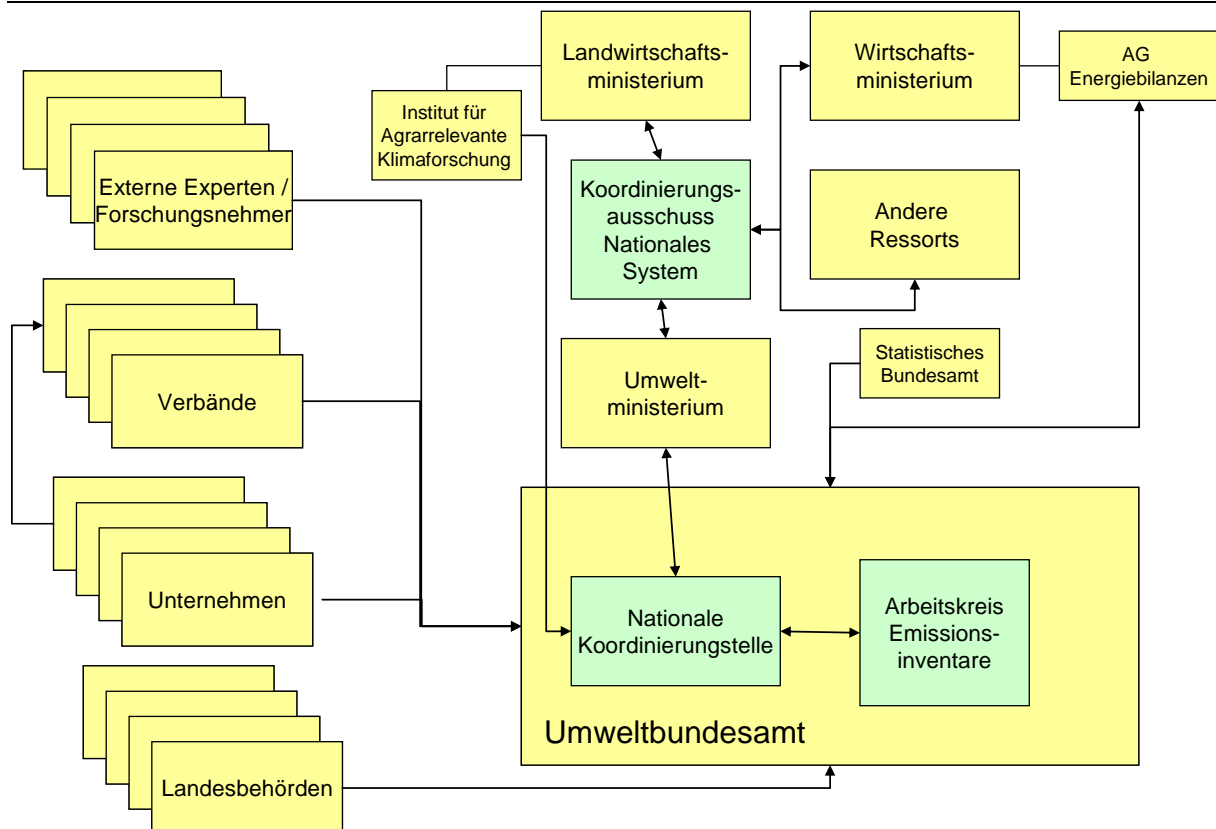 Landwirtschafts-
ministerium
Wirtschafts-
ministerium
AG
Energiebilanzen
Institut für
Agrarrelevante
Klimaforschung
Externe Experten /
Forschungsnehmer
Koordinierungs-
ausschuss
Nationales
System
Andere
Ressorts
Statistisches
Bundesamt
Umwelt-
ministerium
Verbände
Unternehmen
Nationale
Koordinierungstelle
Arbeitskreis
Emissions-
inventare
Umweltbundesamt
Landesbehörden